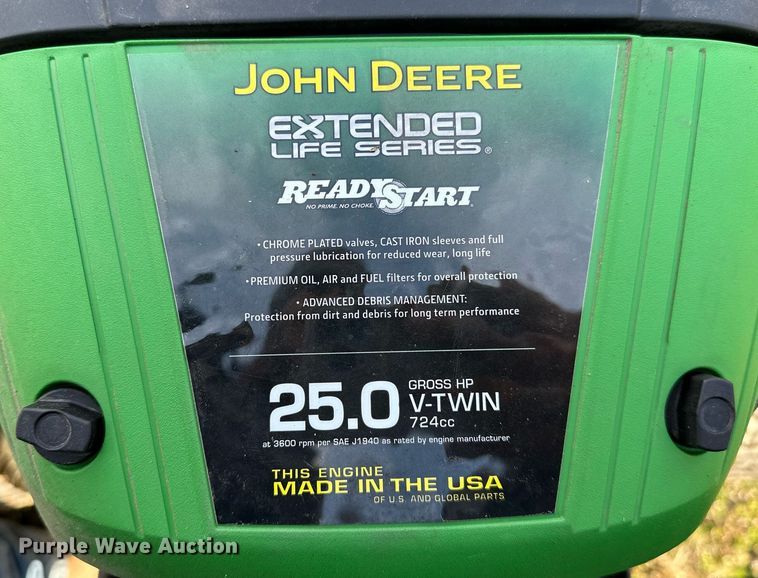 JOHN DEERE
EXTENDED
LIFE SERIES®
READYSTART
NO PRIME. NO CHOKE.
• CHROME PLATED valves, CAST IRON sleeves and full
pressure lubrication for reduced wear, long life
• PREMIUM OIL, AIR and FUEL filters for overall protection
• ADVANCED DEBRIS MANAGEMENT:
Protection from dirt and debris for long term performance
25.0
GROSS HP
V-TWIN
724cc
at 3600 rpm per SAE J1940 as rated by engine manufacturer
THIS ENGINE
MADE IN THE USA
OF U.S. AND GLOBAL PARTS
Purple Wave Auction